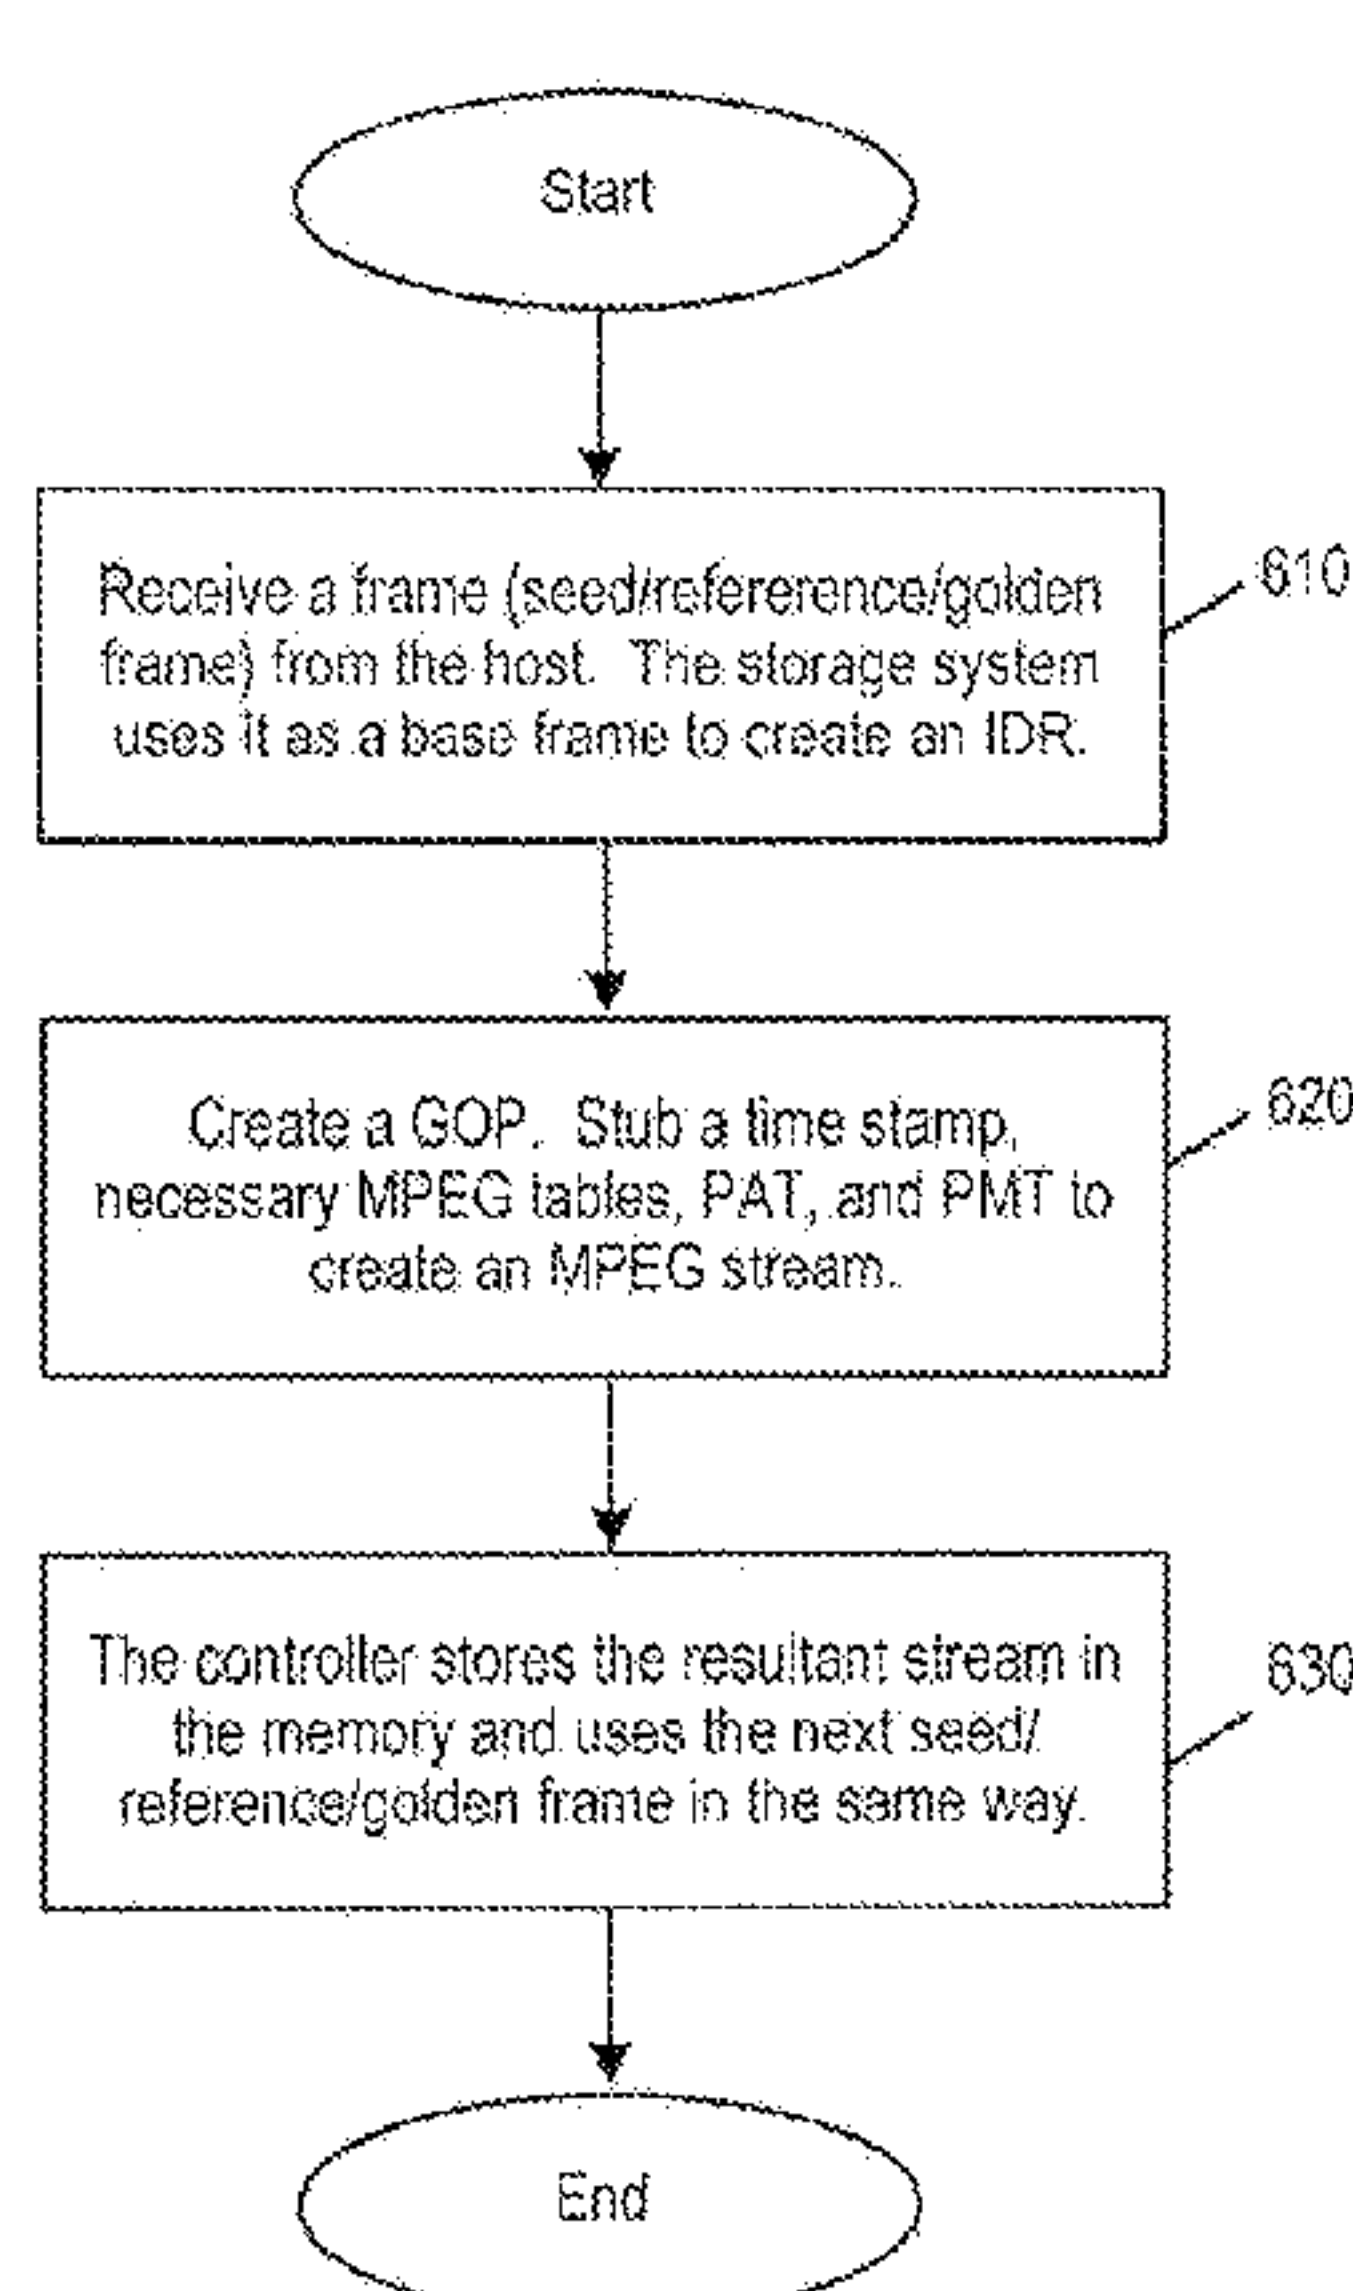 Start
Receive a frame (seed/refererence/golden
frame) from the host. The storage system
uses it as a base frame to create an IDR.
610
Create a GOP. Stub a time stamp,
necessary MPEG tables, PAT, and PMT to
create an MPEG stream.
620
The controller stores the resultant stream in
the memory and uses the next seed/
reference/golden frame in the same way.
630
End